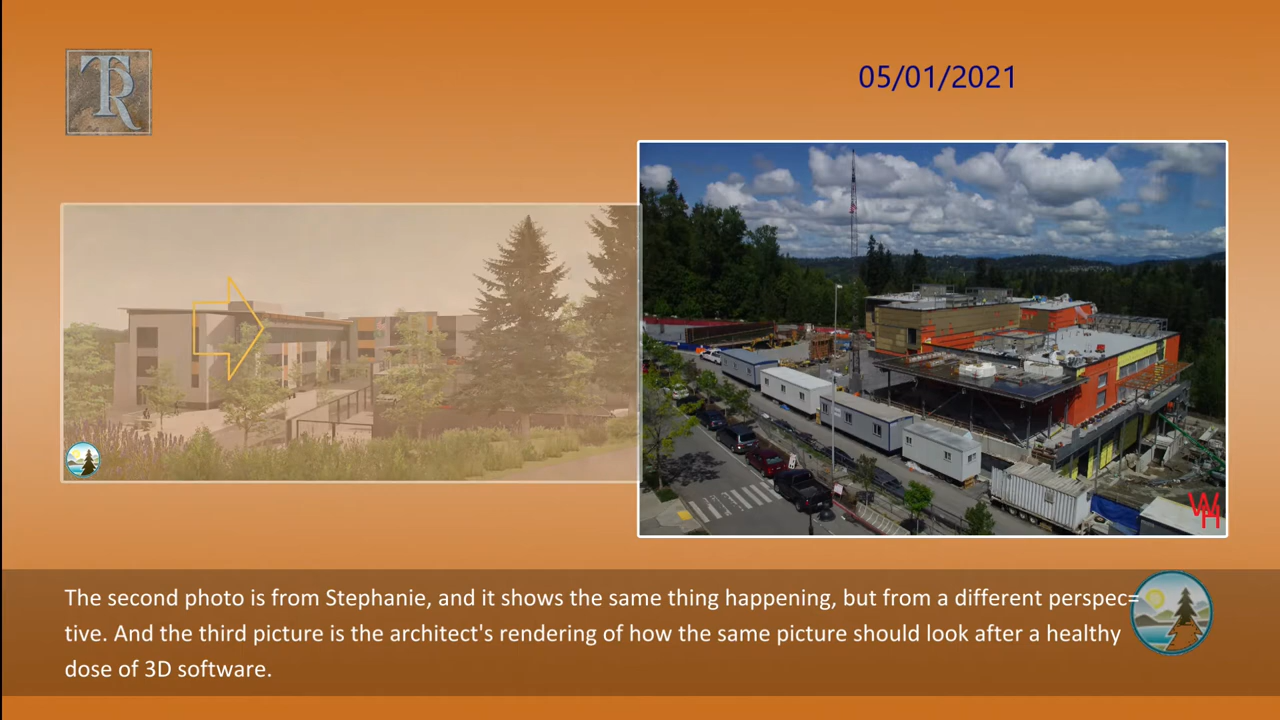 TR
05/01/2021
WH
The second photo is from Stephanie, and it shows the same thing happening, but from a different perspec=
tive. And the third picture is the architect's rendering of how the same picture should look after a healthy
dose of 3D software.